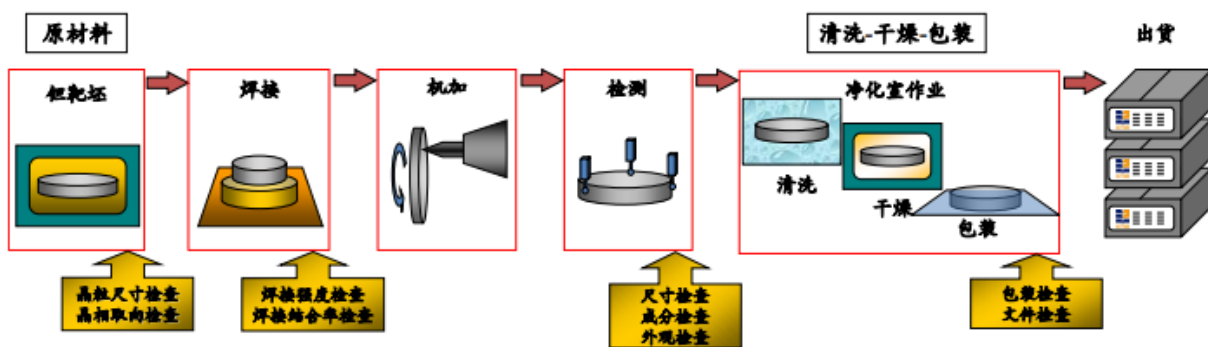 原材料
清洗-干燥-包装
出货
钽靶坯
焊接
机加
检测
净化室作业
清洗
干燥
包装
晶粒尺寸检查
晶相取向检查
焊接强度检查
焊接结合率检查
尺寸检查
成分检查
外观检查
包装检查
文件检查